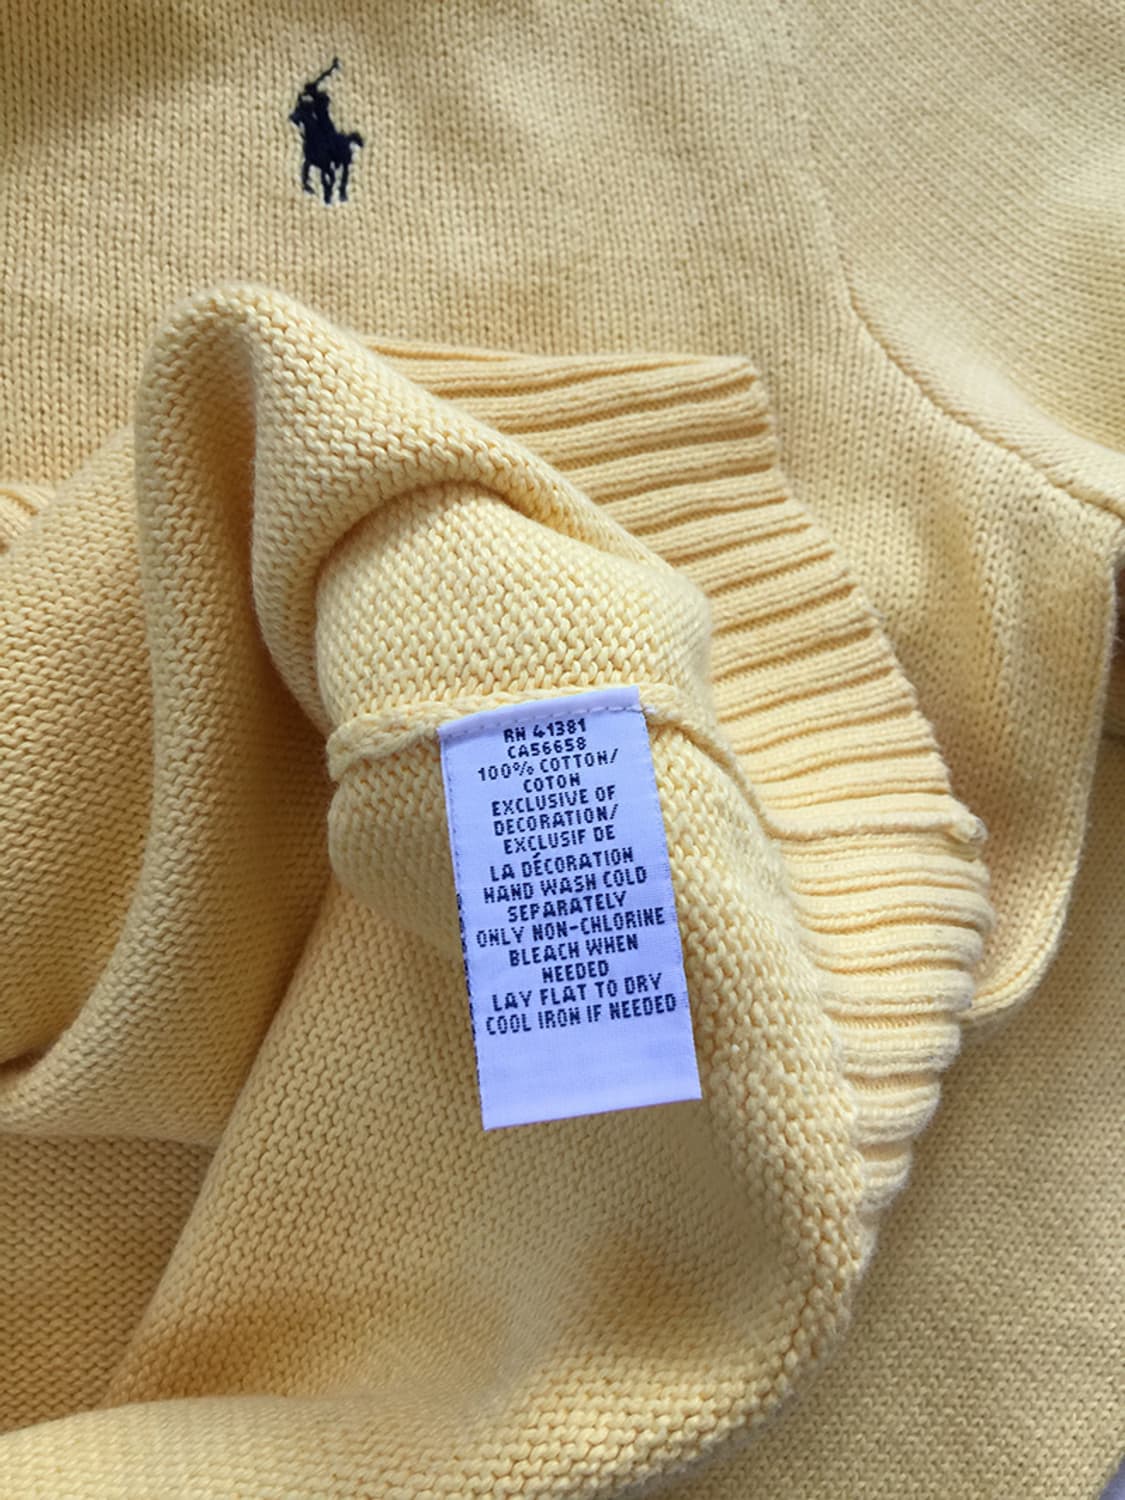 RN 41381
CA56658
100% COTTON/
COTON
EXCLUSIVE OF
DECORATION/
EXCLUSIF DE
LA DÉCORATION
HAND WASH COLD
SEPARATELY
ONLY NON-CHLORINE
BLEACH WHEN
NEEDED
LAY FLAT TO DRY
COOL IRON IF NEEDED